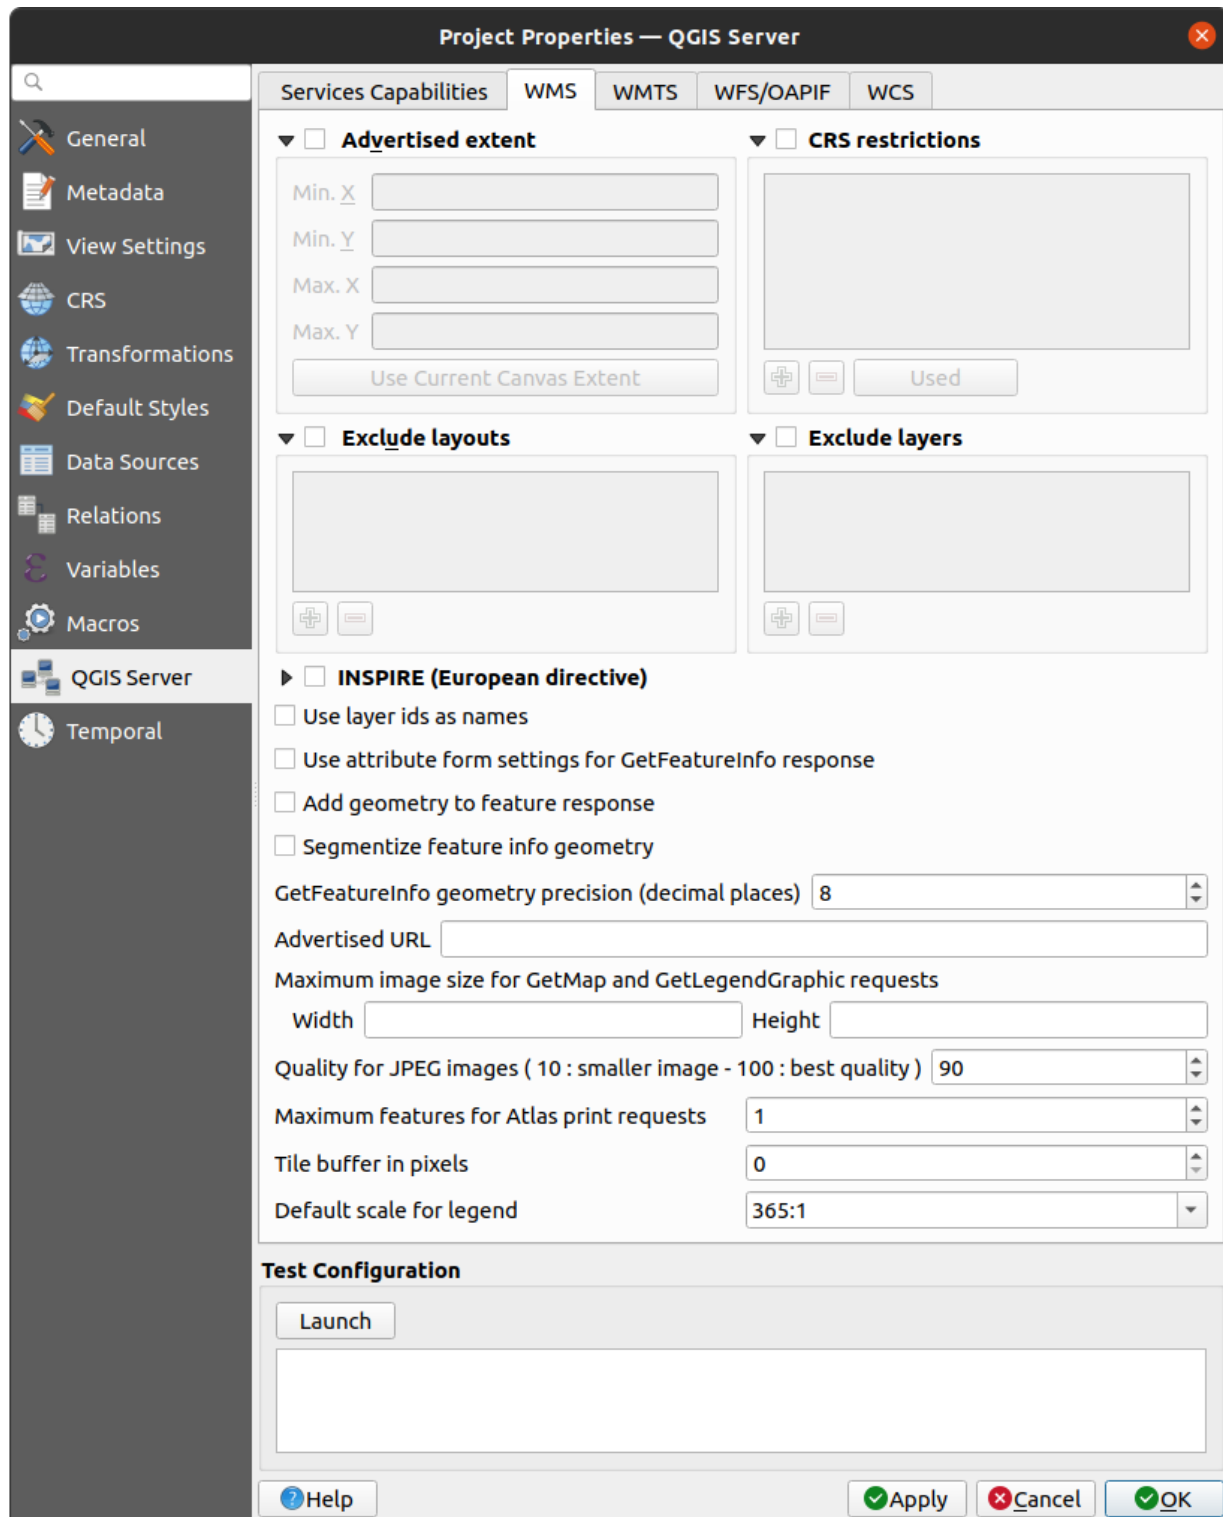 Project Properties — QGIS Server
General
Metadata
View Settings
CRS
Transformations
Default Styles
Data Sources
Relations
Variables
Macros
QGIS Server
Temporal
Services Capabilities WMS WMTS WFS/OAPIF WCS
Advertised extent
Min. X
Min. Y
Max. X
Max. Y
Use Current Canvas Extent
CRS restrictions
Used
Exclude layouts
Exclude layers
INSPIRE (European directive)
Use layer ids as names
Use attribute form settings for GetFeatureInfo response
Add geometry to feature response
Segmentize feature info geometry
GetFeatureInfo geometry precision (decimal places) 8
Advertised URL
Maximum image size for GetMap and GetLegendGraphic requests
Width Height
Quality for JPEG images ( 10 : smaller image - 100 : best quality ) 90
Maximum features for Atlas print requests 1
Tile buffer in pixels 0
Default scale for legend 365:1
Test Configuration
Launch
Help Apply Cancel OK